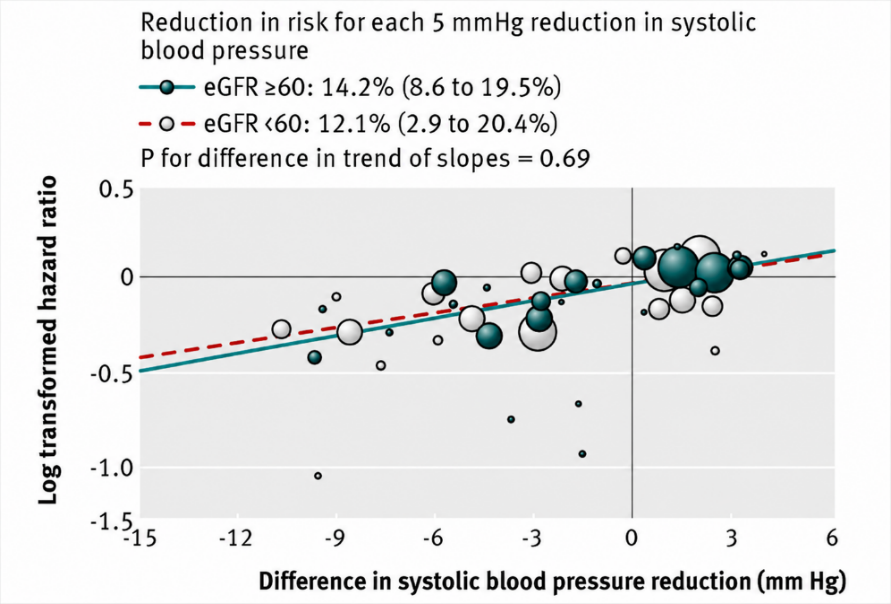 Reduction in risk for each 5 mmHg reduction in systolic
blood pressure
eGFR ≥60: 14.2% (8.6 to 19.5%)
eGFR <60: 12.1% (2.9 to 20.4%)
P for difference in trend of slopes = 0.69
Log transformed hazard ratio
0.5
0
-0.5
-1.0
-1.5
-15 -12 -9 -6 -3 0 3 6
Difference in systolic blood pressure reduction (mm Hg)